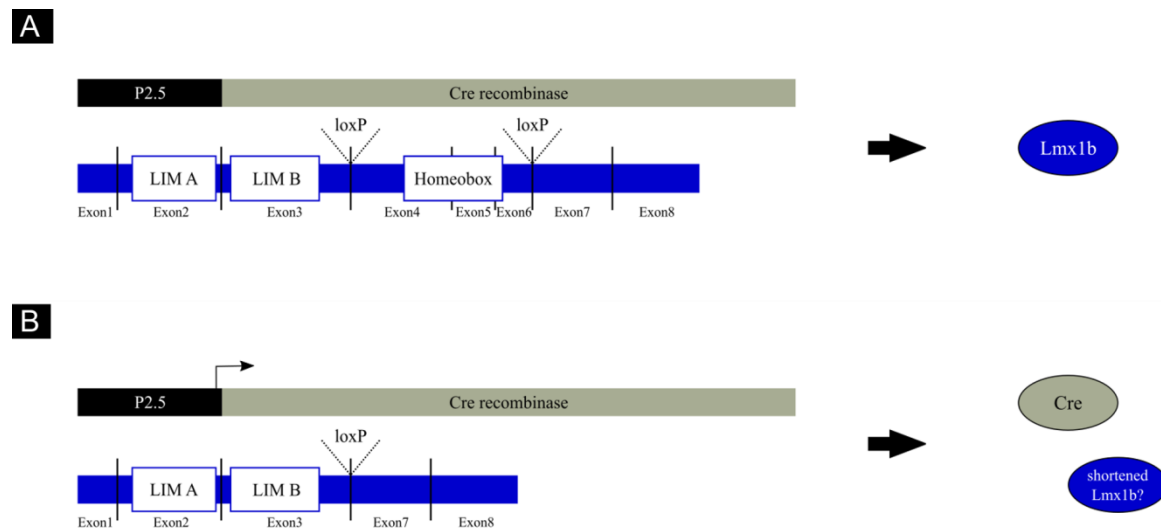 A
P2.5 Cre recombinase
loxP loxP
LIM A LIM B Homeobox
Exon1 Exon2 Exon3 Exon4 Exon5 Exon6 Exon7 Exon8
Lmx1b
B
P2.5 Cre recombinase
loxP
LIM A LIM B
Exon1 Exon2 Exon3 Exon7 Exon8
Cre
shortened
Lmx1b?